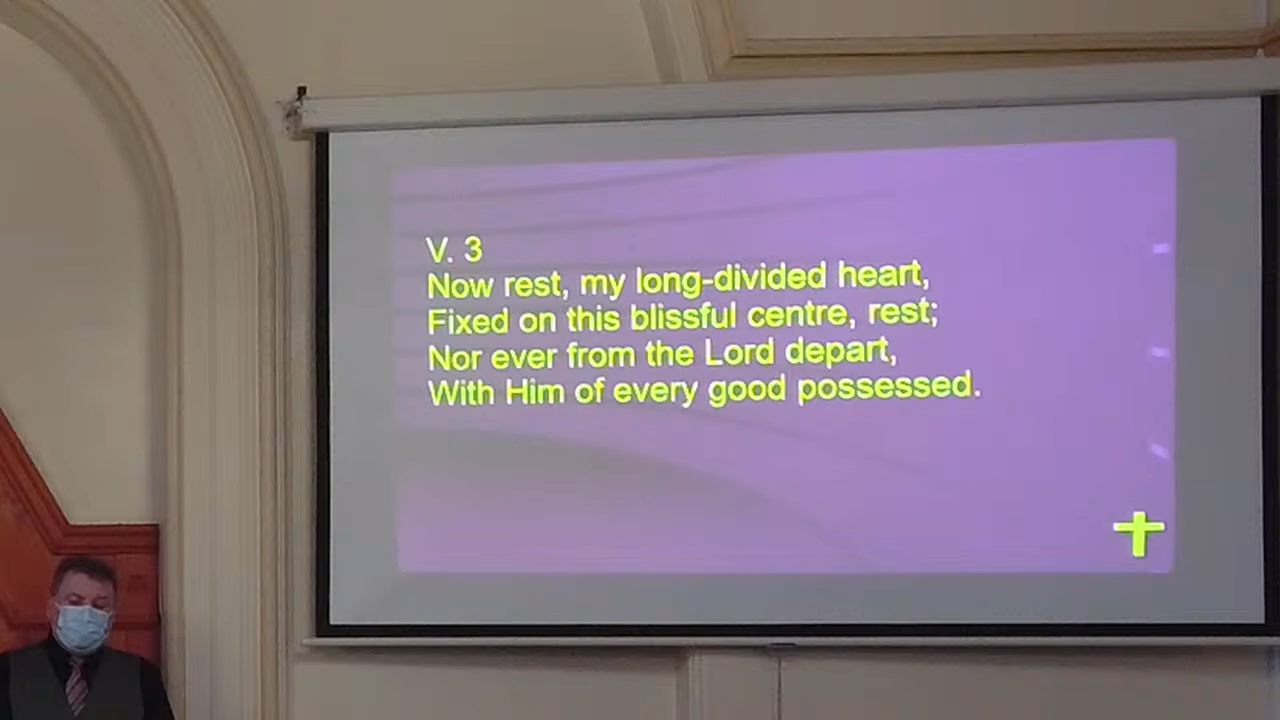 V. 3
Now rest, my long-divided heart,
Fixed on this blissful centre, rest;
Nor ever from the Lord depart,
With Him of every good possessed.